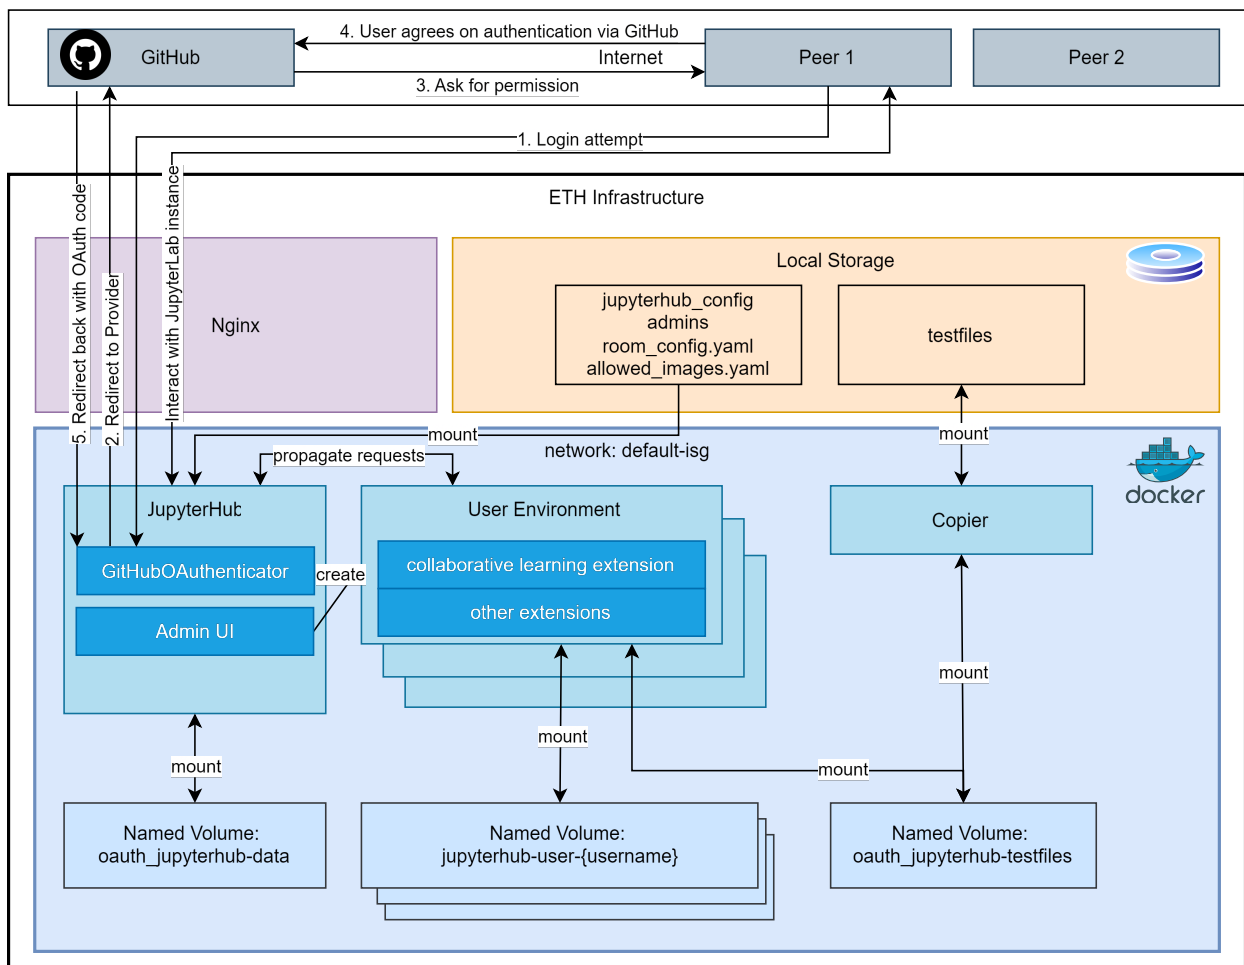 4. User agrees on authentication via GitHub
GitHub
Internet
Peer 1
Peer 2
3. Ask for permission
1. Login attempt
ETH Infrastructure
5. Redirect back with OAuth code
2. Redirect to Provider
Interact with JupyterLab instance
Nginx
Local Storage
jupyterhub_config
admins
room_config.yaml
allowed_images.yaml
testfiles
mount
mount
propagate requests
network: default-isg
docker
JupyterHub
User Environment
Copier
GitHubOAuthenticator
create
collaborative learning extension
other extensions
Admin UI
mount
mount
mount
mount
Named Volume:
oauth_jupyterhub-data
Named Volume:
jupyterhub-user-{username}
Named Volume:
oauth_jupyterhub-testfiles